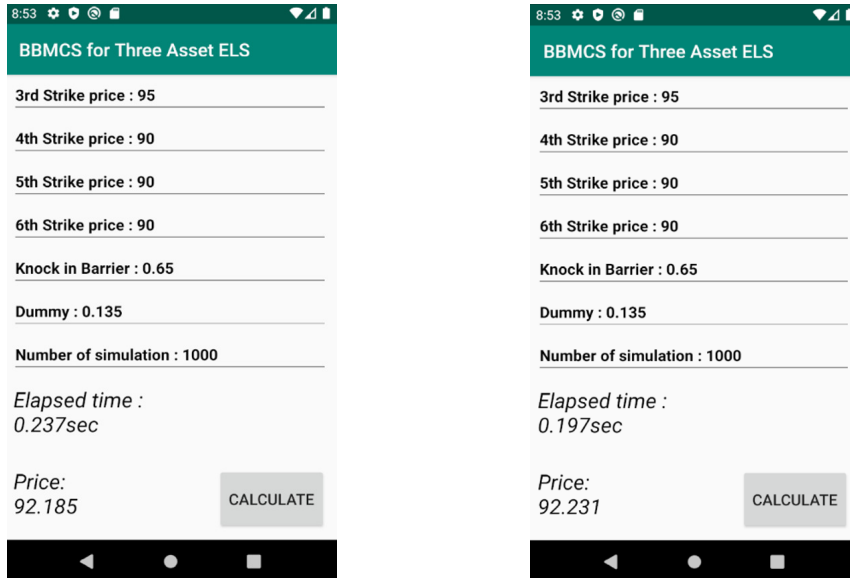 8:53
BBMCS for Three Asset ELS
3rd Strike price : 95
4th Strike price : 90
5th Strike price : 90
6th Strike price : 90
Knock in Barrier : 0.65
Dummy : 0.135
Number of simulation : 1000
Elapsed time :
0.237sec
Price:
92.185
CALCULATE
8:53
BBMCS for Three Asset ELS
3rd Strike price : 95
4th Strike price : 90
5th Strike price : 90
6th Strike price : 90
Knock in Barrier : 0.65
Dummy : 0.135
Number of simulation : 1000
Elapsed time :
0.197sec
Price:
92.231
CALCULATE